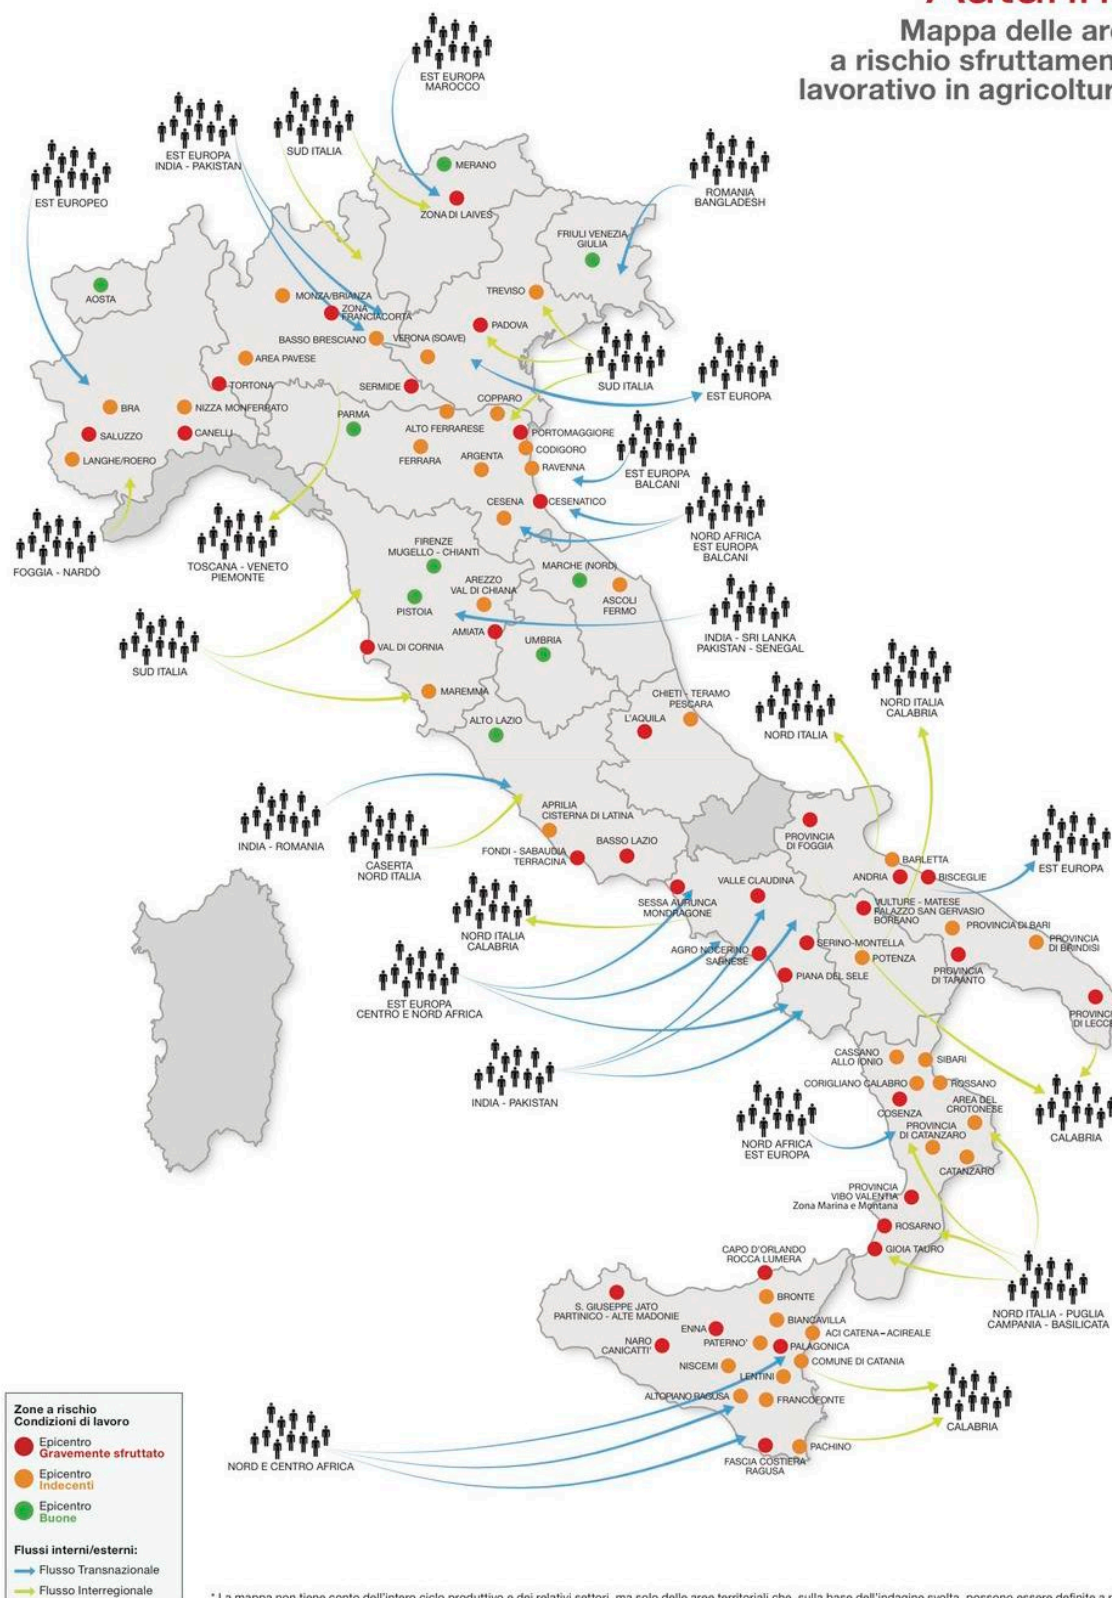 Mappa delle are
a rischio sfruttamen
lavorativo in agricoltur
EST EUROPA
MAROCCO
EST EUROPA
INDIA - PAKISTAN
SUD ITALIA
EST EUROPEO
MERANO
ROMANIA
BANGLADESH
ZONA DI LAIVES
FRIULI VENEZIA
GIULIA
AOSTA
MONZA/BRIANZA
TREVISO
ZONA
FRANCIACORTA
PADOVA
BASSO BRESCIANO
VERONA (SOAVE)
AREA PAVESE
SUD ITALIA
TORTONA
SERMIDE
EST EUROPA
BRA
NIZZA MONFERRATO
PARMA
COPPARO
ALTO FERRARESE
SALUZZO
CANELLI
PORTOMAGGIORE
CODIGORO
LANGHE/ROERO
FERRARA
ARGENTA
RAVENNA
EST EUROPA
BALCANI
CESENA
CESENATICO
FOGGIA - NARDÒ
TOSCANA - VENETO
PIEMONTE
NORD AFRICA
EST EUROPA
BALCANI
FIRENZE
MUGELLO - CHIANTI
MARCHE (NORD)
AREZZO
VAL DI CHIANA
ASCOLI
FERMO
PISTOIA
AMIATA
UMBRIA
INDIA - SRI LANKA
PAKISTAN - SENEGAL
SUD ITALIA
VAL DI CORNIA
MAREMMA
CHIETI - TERAMO
PESCARA
NORD ITALIA
CALABRIA
ALTO LAZIO
L'AQUILA
NORD ITALIA
APRILIA
CISTERNA DI LATINA
INDIA - ROMANIA
CASERTA
NORD ITALIA
FONDI - SABAUDIA
TERRACINA
BASSO LAZIO
PROVINCIA
DI FOGGIA
BARLETTA
EST EUROPA
ANDRIA
BISCEGLIE
VALLE CLAUDINA
SESSA AURUNCA
MONDRAGONE
VULTURE - MATESE
PALAZZO SAN GERVASIO
BOREANO
NORD ITALIA
CALABRIA
PROVINCIA DI BARI
PROVINCIA
DI BRINDISI
AGRO NOCERINO
SARNESE
SERINO-MONTELLA
POTENZA
PROVINCIA
DI TARANTO
PIANA DEL SELE
EST EUROPA
CENTRO E NORD AFRICA
PROVINC
DI LECCE
INDIA - PAKISTAN
CASSANO
ALLO IONIO
SIBARI
CORIGLIANO CALABRO
ROSSANO
COSENZA
AREA DEL
CROTONESE
PROVINCIA
DI CATANZARO
CALABRIA
NORD AFRICA
EST EUROPA
CATANZARO
PROVINCIA
VIBO VALENTIA
Zona Marina e Montana
ROSARNO
GIOIA TAURO
CAPO D'ORLANDO
ROCCA LUMERA
NORD ITALIA - PUGLIA
CAMPANIA - BASILICATA
S. GIUSEPPE JATO
PARTINICO - ALTE MADONIE
BRONTE
BIANCAVILLA
ENNA
ACI CATENA-ACIREALE
NARO
CANICATTI'
PATERNO'
PALAGONICA
NISCEMI
COMUNE DI CATANIA
LENTINI
ALTOPIANO RAGUSA
FRANCOFONTE
CALABRIA
NORD E CENTRO AFRICA
FASCIA COSTIERA
RAGUSA
PACHINO
Zone a rischio
Condizioni di lavoro
Epicentro
Gravemente sfruttato
Epicentro
Indecenti
Epicentro
Buone
Flussi interni/esterni:
Flusso Transnazionale
Flusso Interregionale